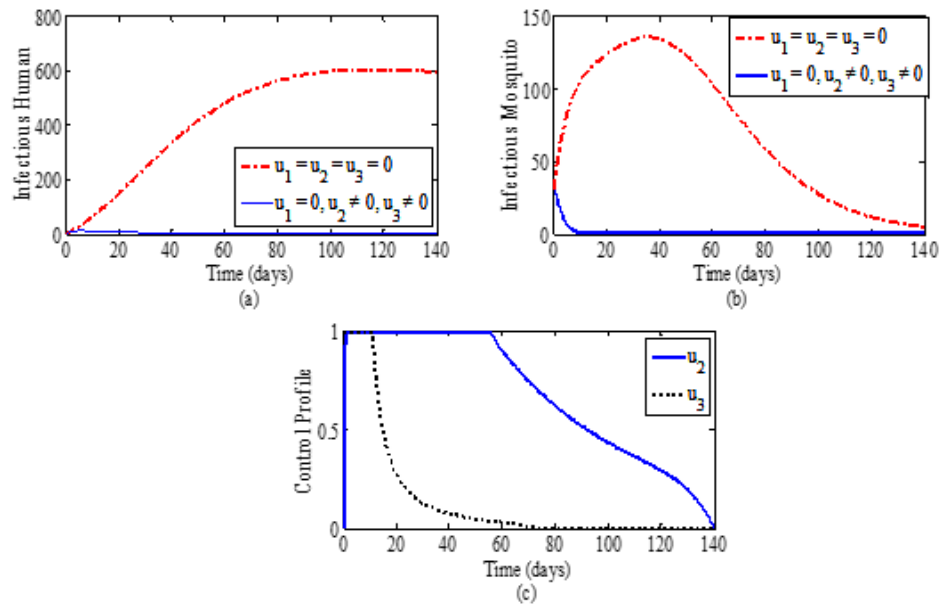 800
600
400
200
0
Infectious Human
u1 = u2 = u3 = 0
u1 = 0, u2 ≠ 0, u3 ≠ 0
0 20 40 60 80 100 120 140
Time (days)
(a)
150
100
50
0
Infectious Mosquito
u1 = u2 = u3 = 0
u1 = 0, u2 ≠ 0, u3 ≠ 0
0 20 40 60 80 100 120 140
Time (days)
(b)
1
0.5
0
Control Profile
u2
u3
0 20 40 60 80 100 120 140
Time (days)
(c)